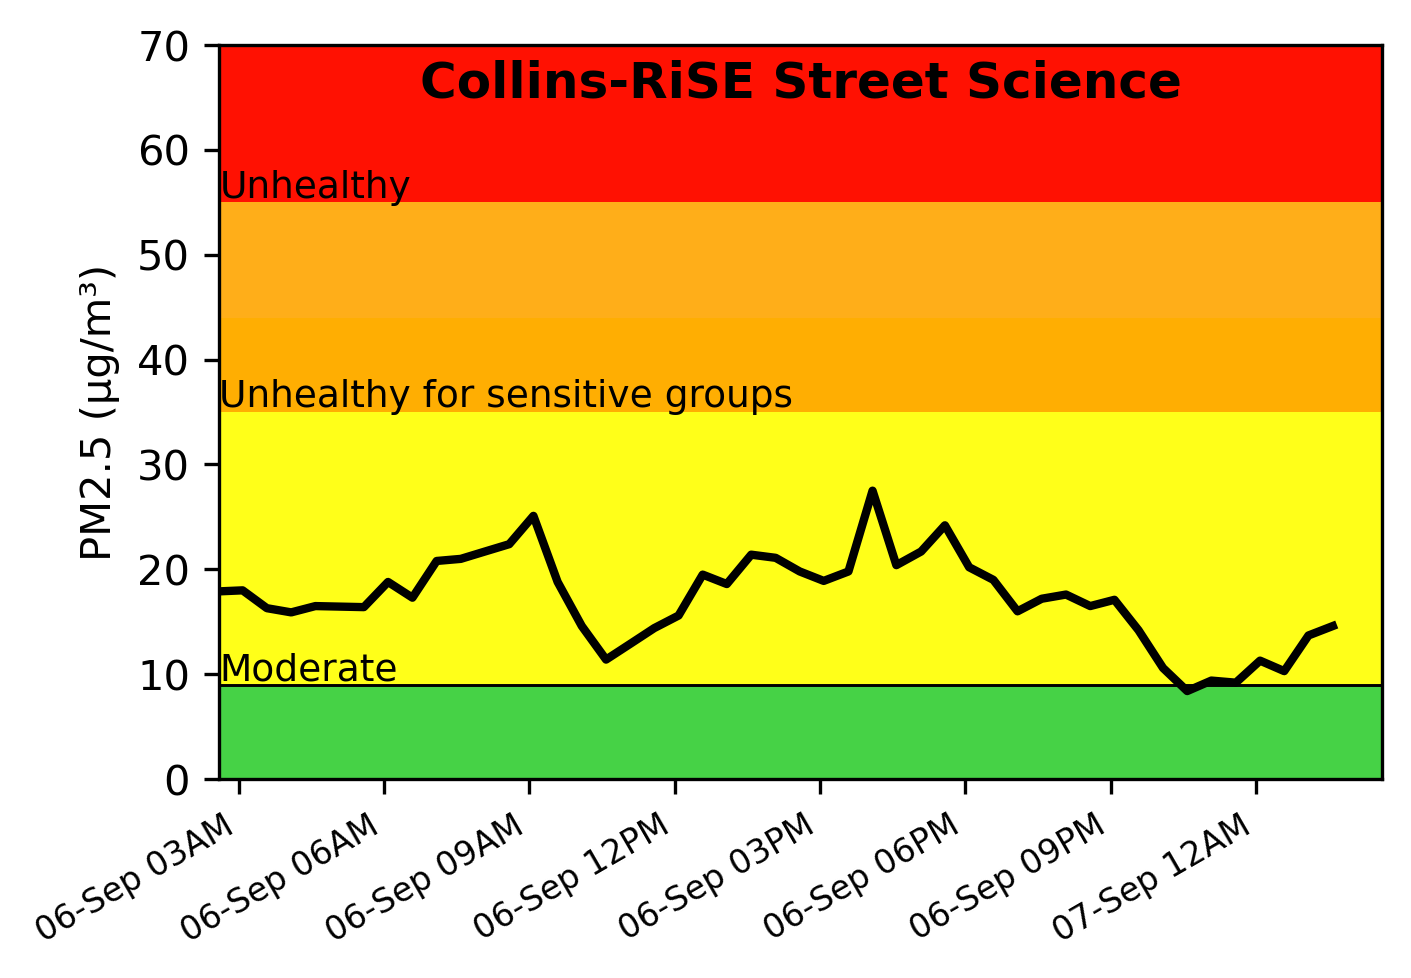 Collins-RiSE Street Science
70
60
50
40
30
20
10
0
PM2.5 (µg/m³)
Unhealthy
Unhealthy for sensitive groups
Moderate
06-Sep 03AM
06-Sep 06AM
06-Sep 09AM
06-Sep 12PM
06-Sep 03PM
06-Sep 06PM
06-Sep 09PM
07-Sep 12AM